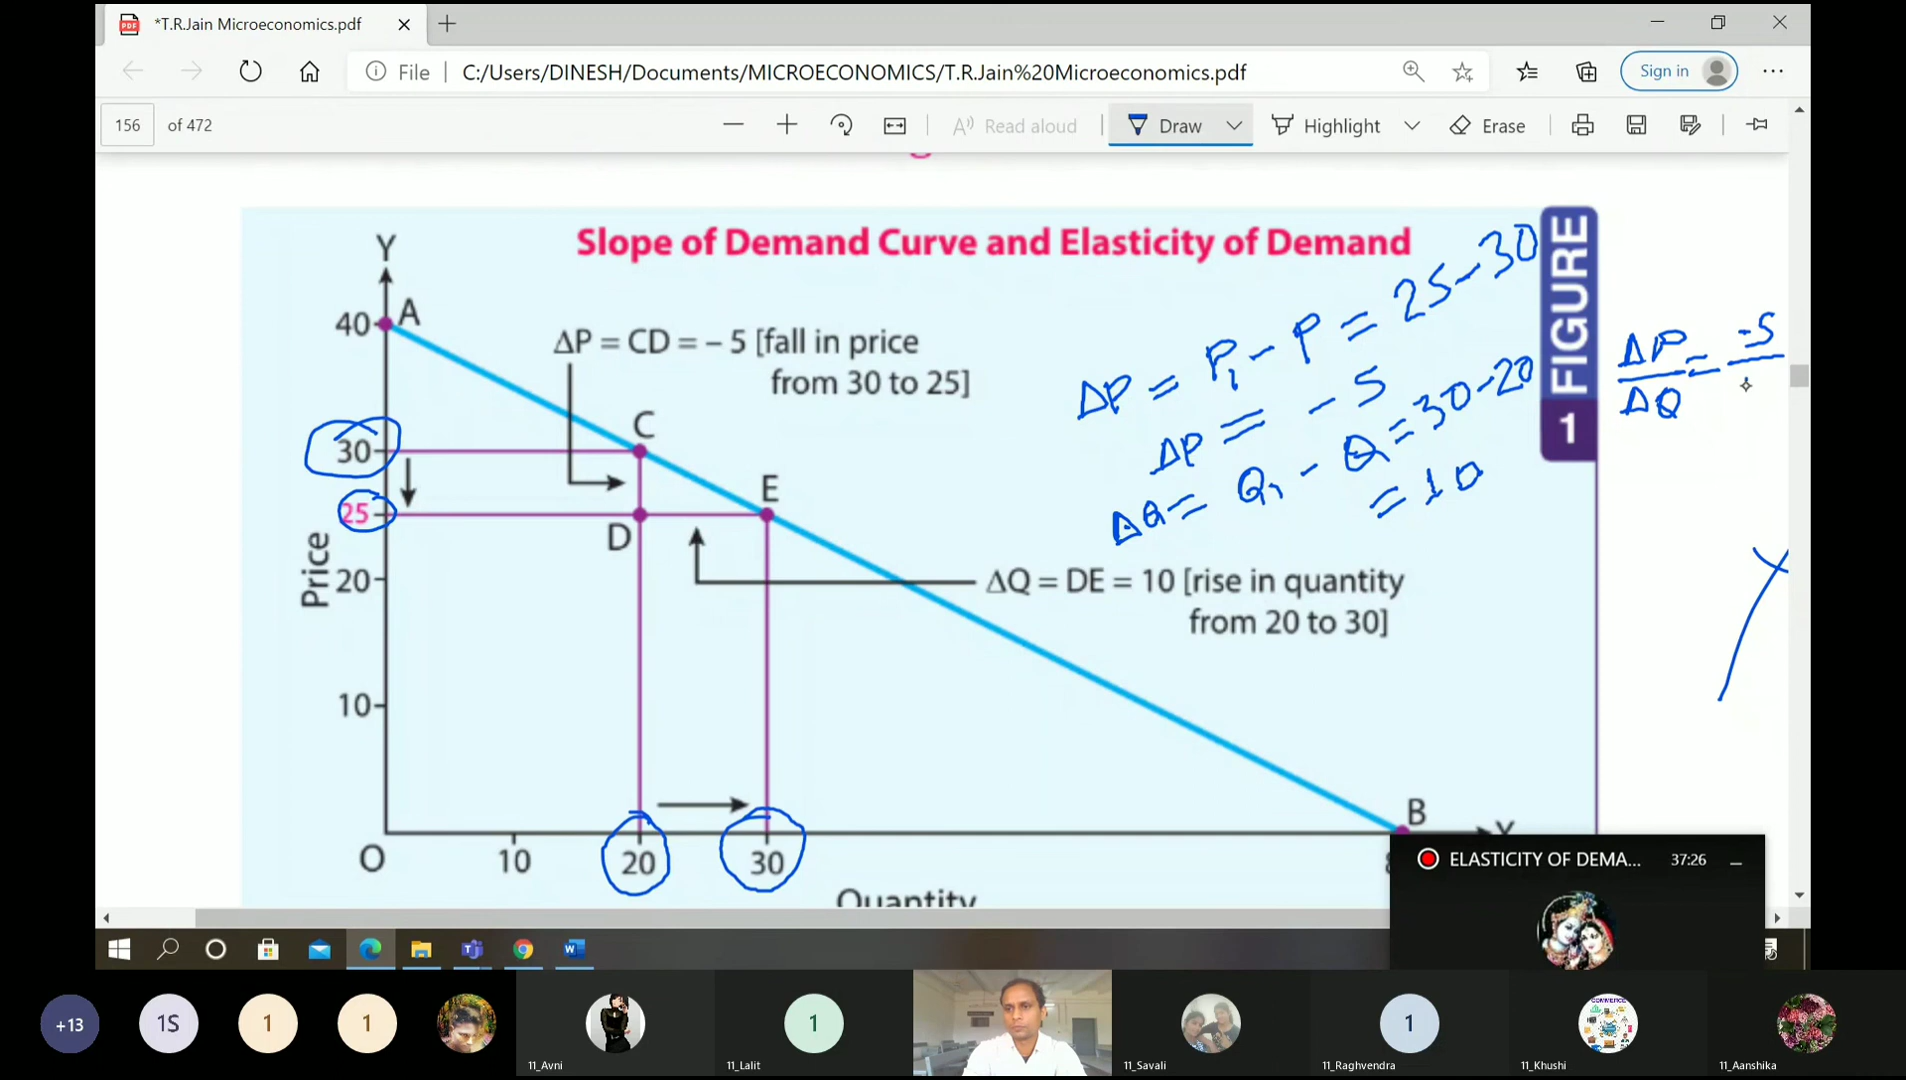 *T.R.Jain Microeconomics.pdf
File C:/Users/DINESH/Documents/MICROECONOMICS/T.R.Jain%20Microeconomics.pdf Sign in
156 of 472 Read aloud Draw Highlight Erase
Slope of Demand Curve and Elasticity of Demand
FIGURE 1
Y
40 A
ΔP = CD = – 5 [fall in price
from 30 to 25]
ΔP = P₁ - P = 25-30
ΔP = -5
ΔQ = Q₁ - Q = 30-20
= 10
ΔP/ΔQ = -5
30 C
25 D E
Price
20
ΔQ = DE = 10 [rise in quantity
from 20 to 30]
10
B
O 10 20 30
Quantity
ELASTICITY OF DEMA... 37:26
+13 1S 1 1 1 1
11_Avni 11_Lalit 11_Savali 11_Raghvendra 11_Khushi 11_Aanshika